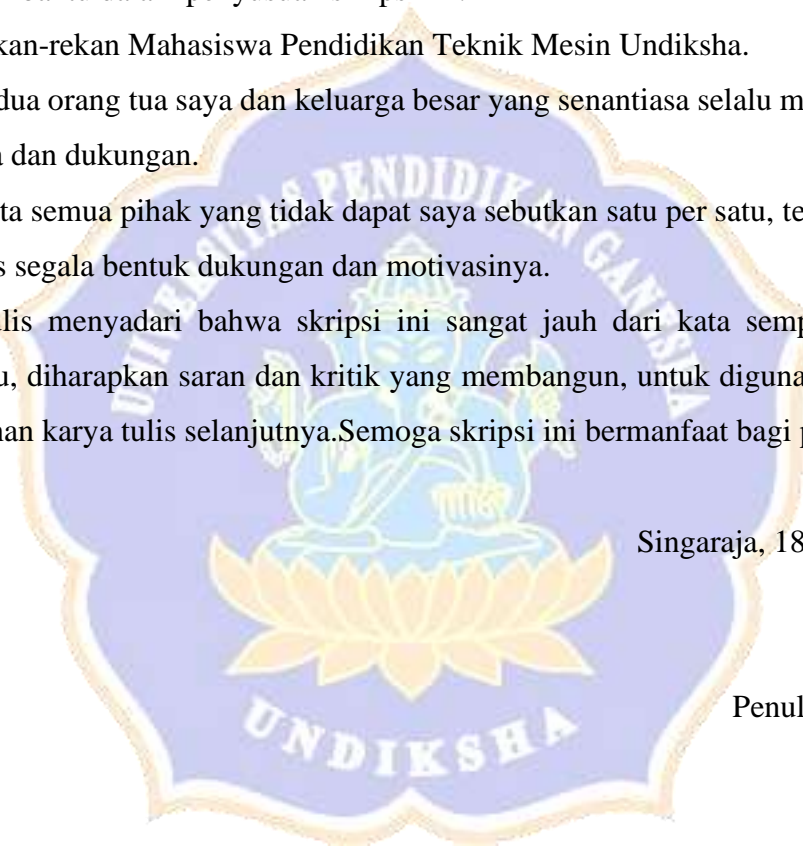 kan-rekan Mahasiswa Pendidikan Teknik Mesin Undiksha.
dua orang tua saya dan keluarga besar yang senantiasa selalu m
dan dukungan.
ta semua pihak yang tidak dapat saya sebutkan satu per satu, te
s segala bentuk dukungan dan motivasinya.
lis menyadari bahwa skripsi ini sangat jauh dari kata semp
u, diharapkan saran dan kritik yang membangun, untuk diguna
nan karya tulis selanjutnya.Semoga skripsi ini bermanfaat bagi p
Singaraja, 18
Penul
UNIVERSITAS PENDIDIKAN GANESHA
UNDIKSHA